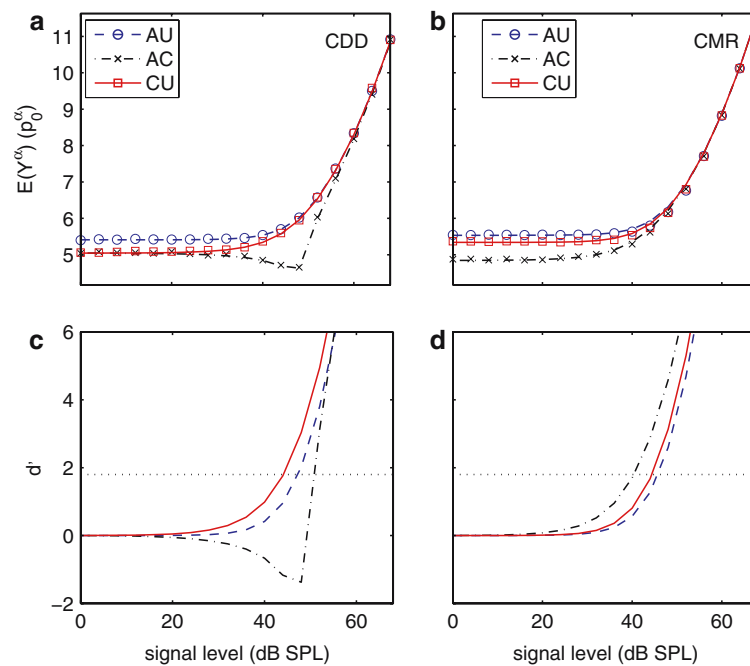 a
AU
AC
CU
CDD
b
AU
AC
CU
CMR
E(Y^α) (p_0^α)
11
10
9
8
7
6
5
c
d
d'
6
4
2
0
−2
0 20 40 60
0 20 40 60
signal level (dB SPL)
signal level (dB SPL)